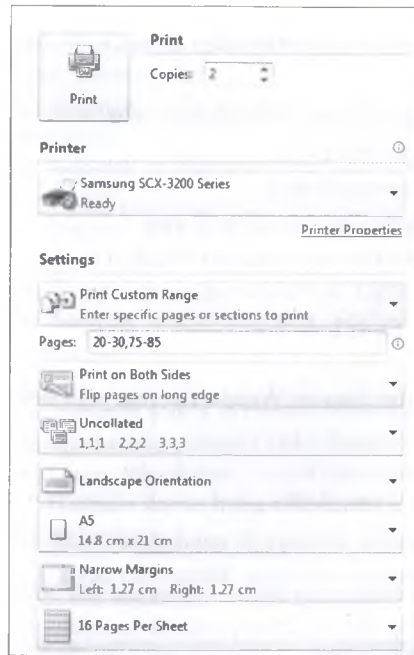 Print
Copies: 2
Print
Printer
Samsung SCX-3200 Series
Ready
Printer Properties
Settings
Print Custom Range
Enter specific pages or sections to print
Pages: 20-30,75-85
Print on Both Sides
Flip pages on long edge
Uncollated
1,1,1 2,2,2 3,3,3
Landscape Orientation
A5
14.8 cm x 21 cm
Narrow Margins
Left: 1.27 cm Right: 1.27 cm
16 Pages Per Sheet